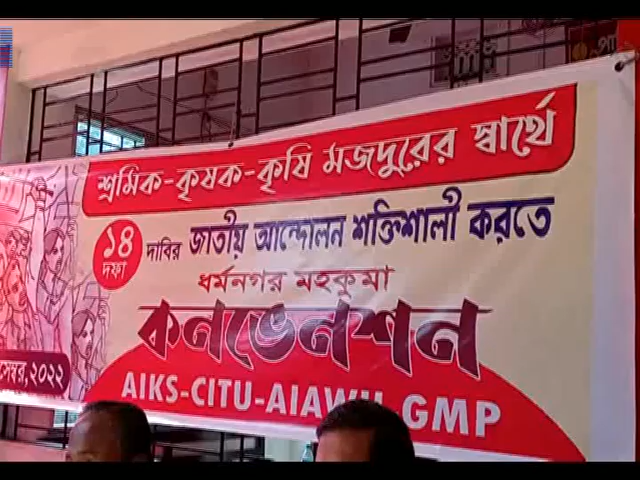 শ্রমিক-কৃষক-কৃষি মজদুরের স্বার্থে
১৪ দফা দাবির জাতীয় আন্দোলন শক্তিশালী করতে
ধর্মনগর মহকুমা
কনভেনশন
সেম্বর,২০২২
AIKS-CITU-AIAWU GMP